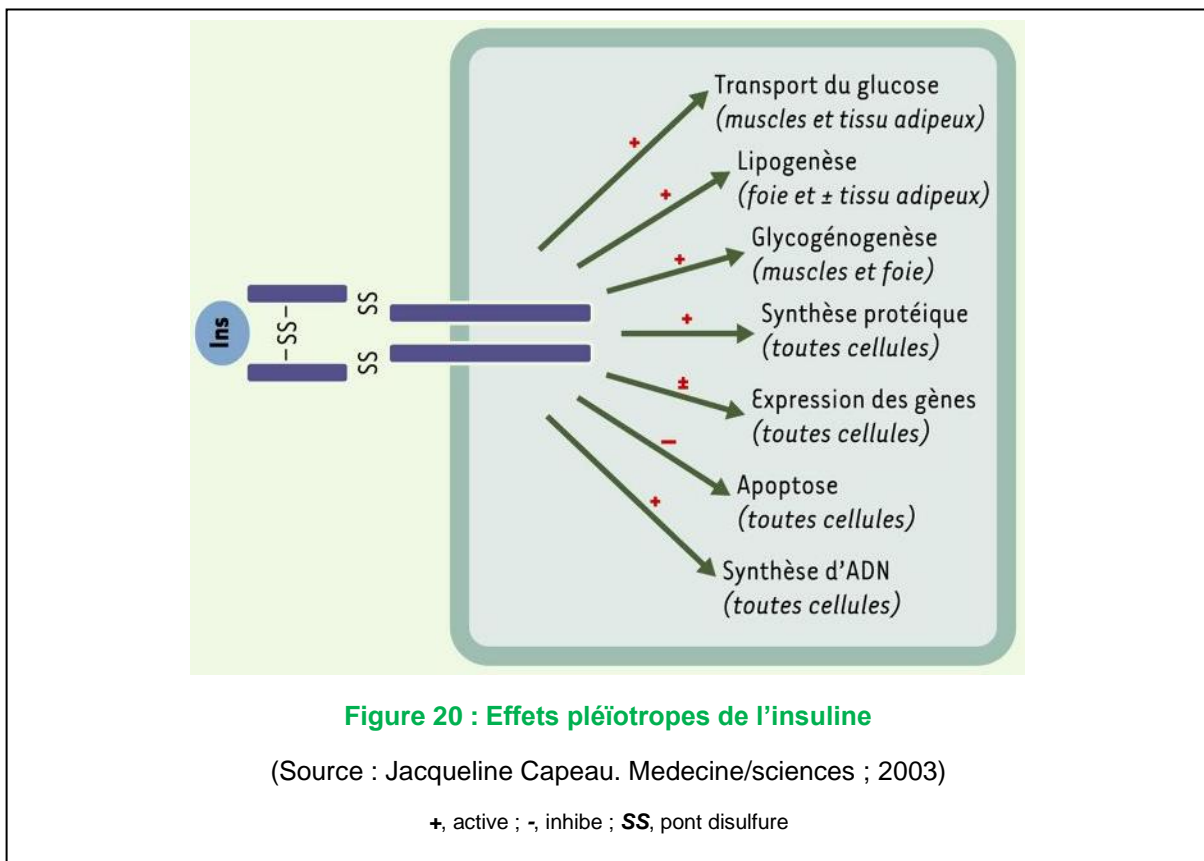 Transport du glucose
(muscles et tissu adipeux)
+
Lipogenèse
(foie et ± tissu adipeux)
+
Glycogénogenèse
(muscles et foie)
+
Synthèse protéique
(toutes cellules)
+
Expression des gènes
(toutes cellules)
±
Apoptose
(toutes cellules)
−
Synthèse d'ADN
(toutes cellules)
+
Ins
-SS-
SS
SS
Figure 20 : Effets pléïotropes de l'insuline
(Source : Jacqueline Capeau. Medecine/sciences ; 2003)
+, active ; -, inhibe ; SS, pont disulfure